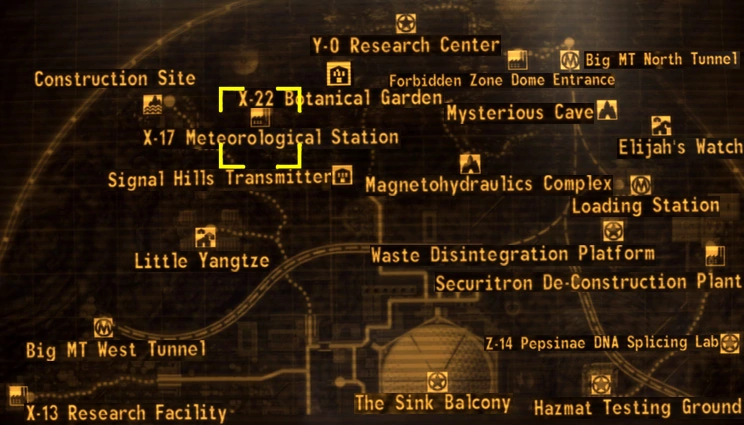 Y-0 Research Center
Big MT North Tunnel
Construction Site
Forbidden Zone Dome Entrance
X-22 Botanical Garden
Mysterious Cave
X-17 Meteorological Station
Elijah's Watch
Signal Hills Transmitter
Magnetohydraulics Complex
Loading Station
Little Yangtze
Waste Disintegration Platform
Securitron De-Construction Plant
Big MT West Tunnel
Z-14 Pepsinae DNA Splicing Lab
X-13 Research Facility
The Sink Balcony
Hazmat Testing Ground